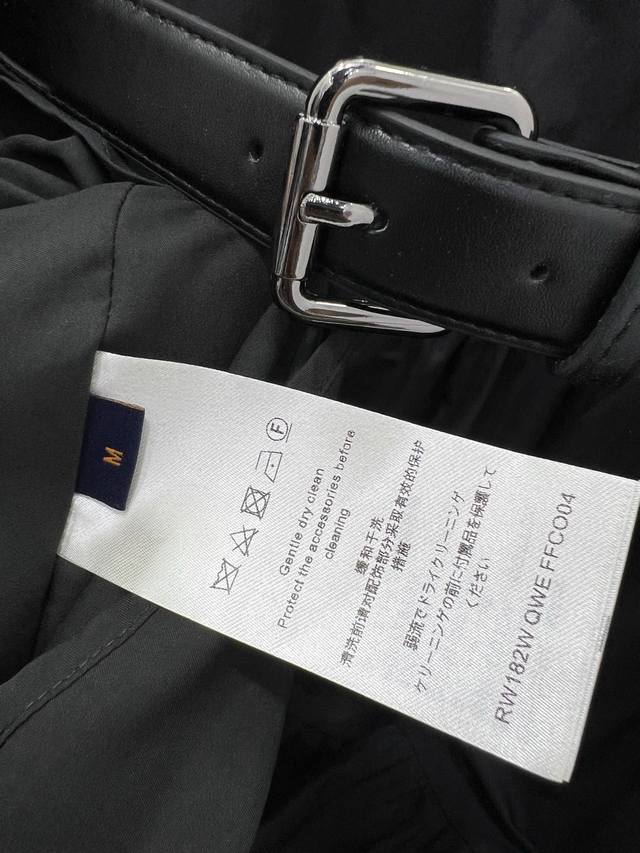 M
F
Gentle dry clean
Protect the accessories before
cleaning
缓和干洗
清洗前请对配饰部分采取有效的保护
措施
弱流でドライクリーニング
クリーニングの前に付属品を保護して
ください
RW182W QWE FFCO04